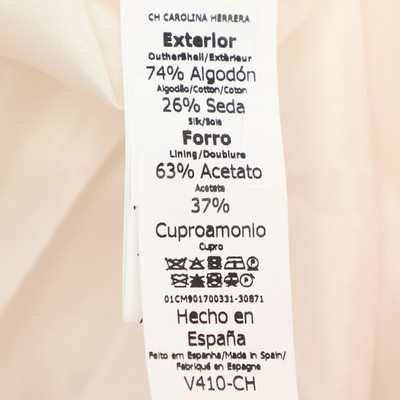 CH CAROLINA HERRERA
Exterior
OutherShell/Extérieur
74% Algodón
Algodão/Cotton/Coton
26% Seda
Silk/Soie
Forro
Lining/Doublure
63% Acetato
Acetate
37%
Cuproamonio
Cupro
01CM901700331-30871
Hecho en
España
Feito em Espanha/Made in Spain/
Fabriqué en Espagne
V410-CH